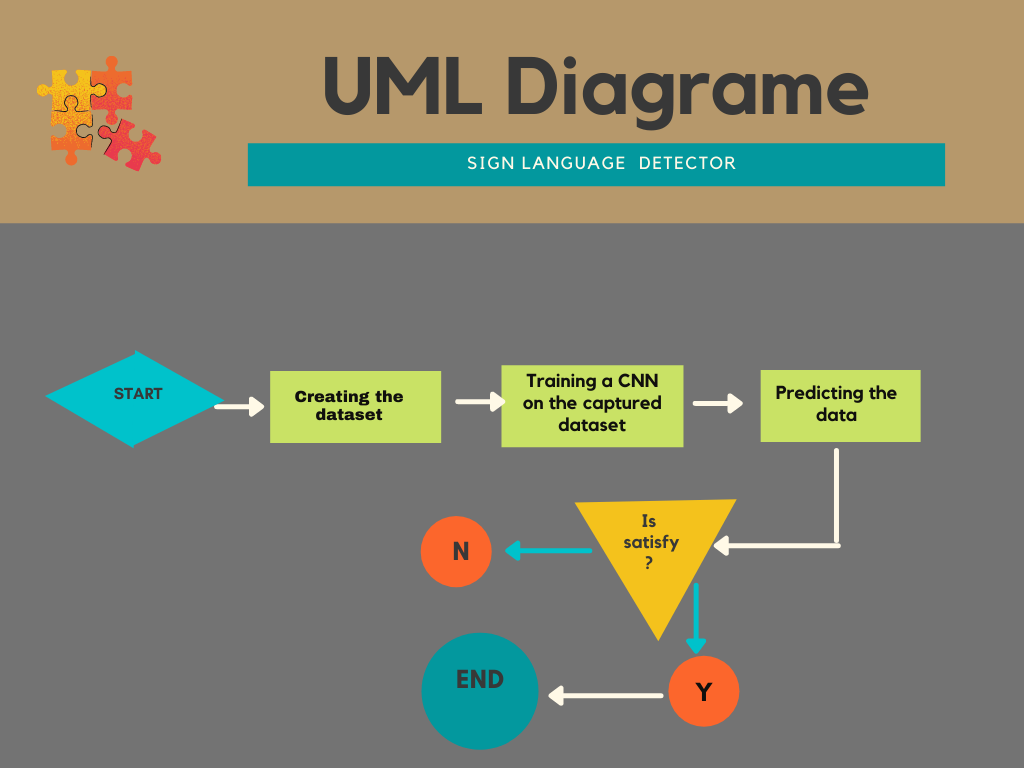 UML Diagrame
SIGN LANGUAGE DETECTOR
START
Creating the
dataset
Training a CNN
on the captured
dataset
Predicting the
data
Is
satisfy
?
N
Y
END